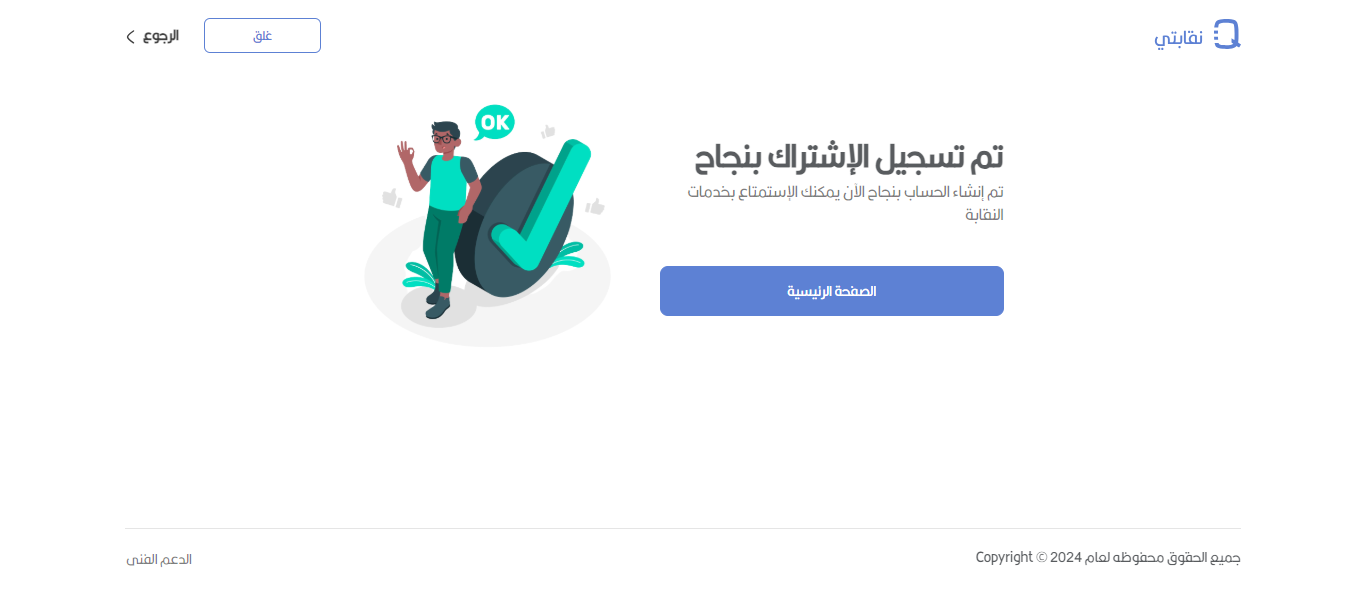 نقابتي
غلق
الرجوع
OK
تم تسجيل الإشتراك بنجاح
تم إنشاء الحساب بنجاح الأن يمكنك الإستمتاع بخدمات
النقابة
الصفحة الرئيسية
جميع الحقوق محفوظه لعام 2024 © Copyright
الدعم الفنى